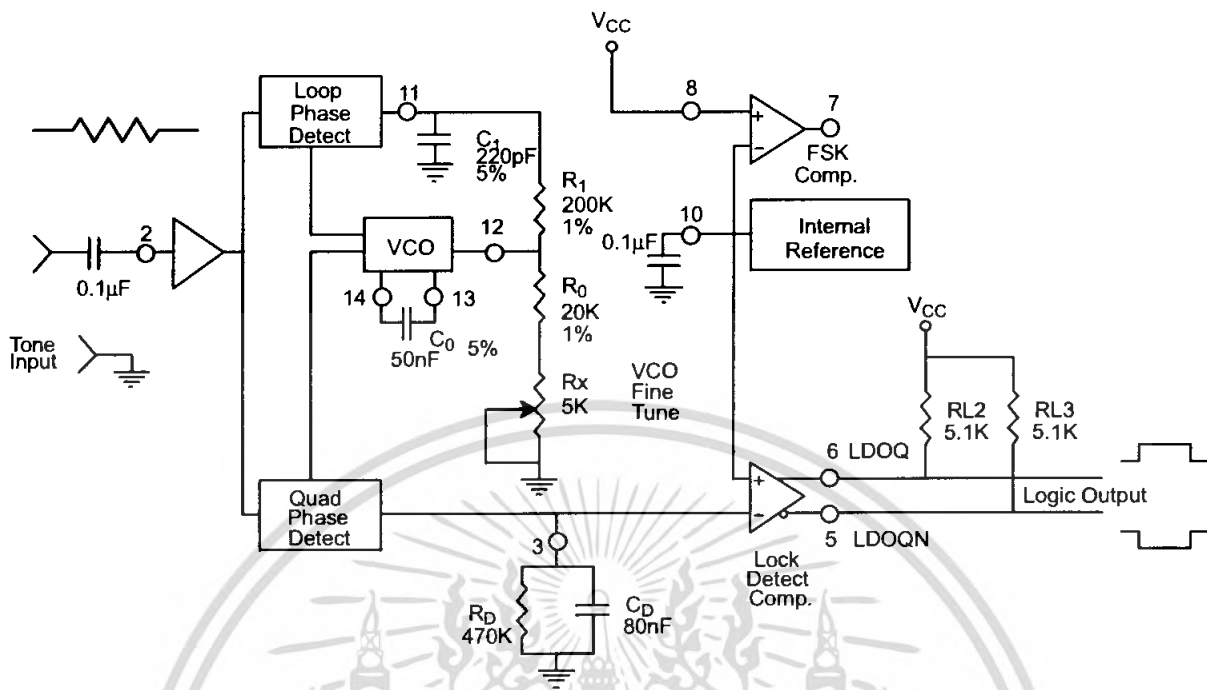 VCC
Loop
Phase
Detect
11
C1
220pF
5%
R1
200K
1%
8
+
−
7
FSK
Comp.
2
0.1µF
VCO
12
14
13
C0 5%
50nF
R0
20K
1%
10
0.1µF
Internal
Reference
Tone
Input
Rx
5K
VCO
Fine
Tune
VCC
RL2
5.1K
RL3
5.1K
Quad
Phase
Detect
3
RD
470K
CD
80nF
+
−
6 LDOQ
Logic Output
5 LDOQN
Lock
Detect
Comp.